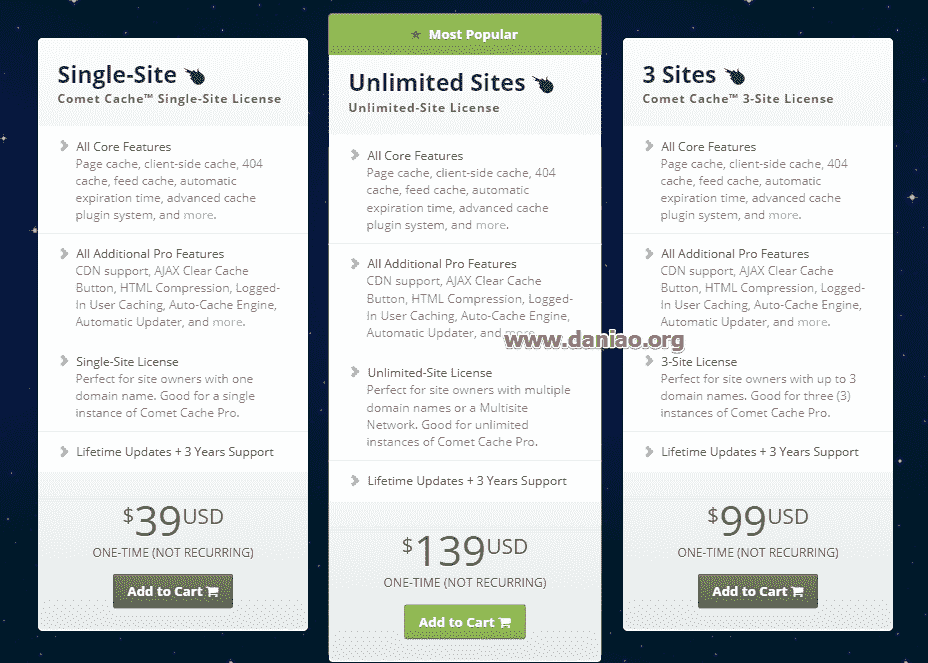 Single-Site
Comet Cache™ Single-Site License
All Core Features
Page cache, client-side cache, 404
cache, feed cache, automatic
expiration time, advanced cache
plugin system, and more.
All Additional Pro Features
CDN support, AJAX Clear Cache
Button, HTML Compression, Logged-
In User Caching, Auto-Cache Engine,
Automatic Updater, and more.
Single-Site License
Perfect for site owners with one
domain name. Good for a single
instance of Comet Cache Pro.
Lifetime Updates + 3 Years Support
$39USD
ONE-TIME (NOT RECURRING)
Add to Cart
Most Popular
Unlimited Sites
Unlimited-Site License
All Core Features
Page cache, client-side cache, 404
cache, feed cache, automatic
expiration time, advanced cache
plugin system, and more.
All Additional Pro Features
CDN support, AJAX Clear Cache
Button, HTML Compression, Logged-
In User Caching, Auto-Cache Engine,
Automatic Updater, and more.
www.daniao.org
Unlimited-Site License
Perfect for site owners with multiple
domain names or a Multisite
Network. Good for unlimited
instances of Comet Cache Pro.
Lifetime Updates + 3 Years Support
$139USD
ONE-TIME (NOT RECURRING)
Add to Cart
3 Sites
Comet Cache™ 3-Site License
All Core Features
Page cache, client-side cache, 404
cache, feed cache, automatic
expiration time, advanced cache
plugin system, and more.
All Additional Pro Features
CDN support, AJAX Clear Cache
Button, HTML Compression, Logged-
In User Caching, Auto-Cache Engine,
Automatic Updater, and more.
3-Site License
Perfect for site owners with up to 3
domain names. Good for three (3)
instances of Comet Cache Pro.
Lifetime Updates + 3 Years Support
$99USD
ONE-TIME (NOT RECURRING)
Add to Cart